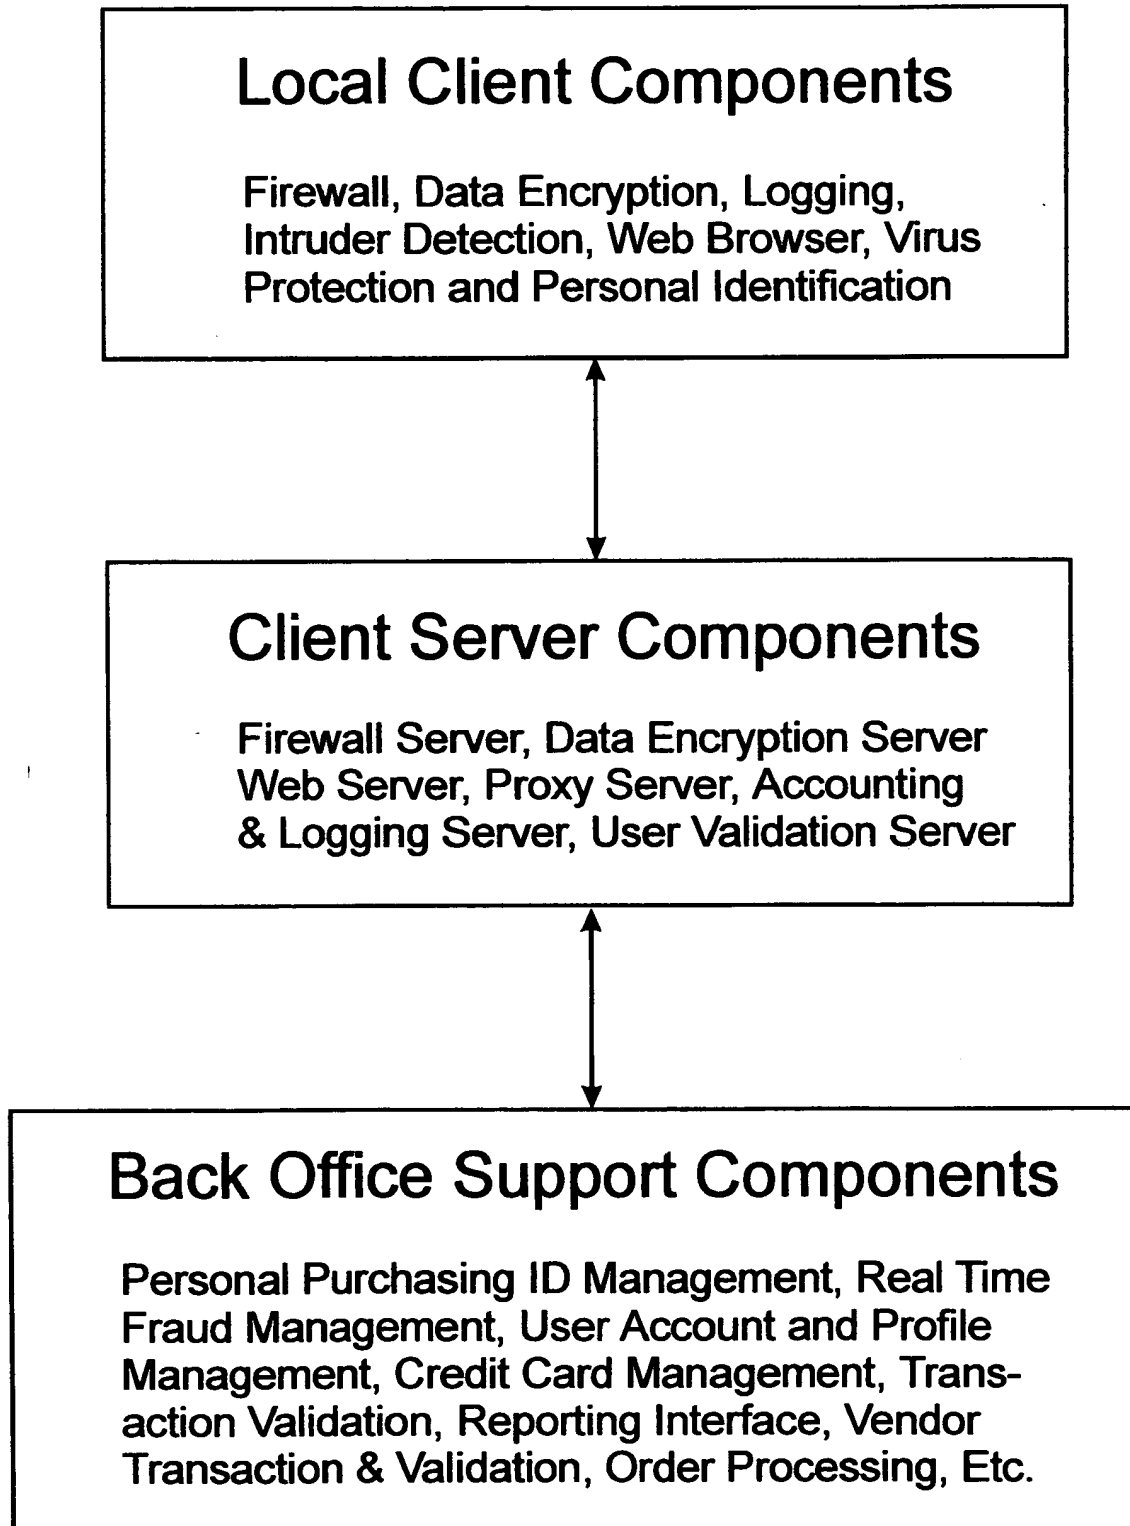 Local Client Components
Firewall, Data Encryption, Logging,
Intruder Detection, Web Browser, Virus
Protection and Personal Identification
Client Server Components
Firewall Server, Data Encryption Server
Web Server, Proxy Server, Accounting
& Logging Server, User Validation Server
Back Office Support Components
Personal Purchasing ID Management, Real Time
Fraud Management, User Account and Profile
Management, Credit Card Management, Trans-
action Validation, Reporting Interface, Vendor
Transaction & Validation, Order Processing, Etc.